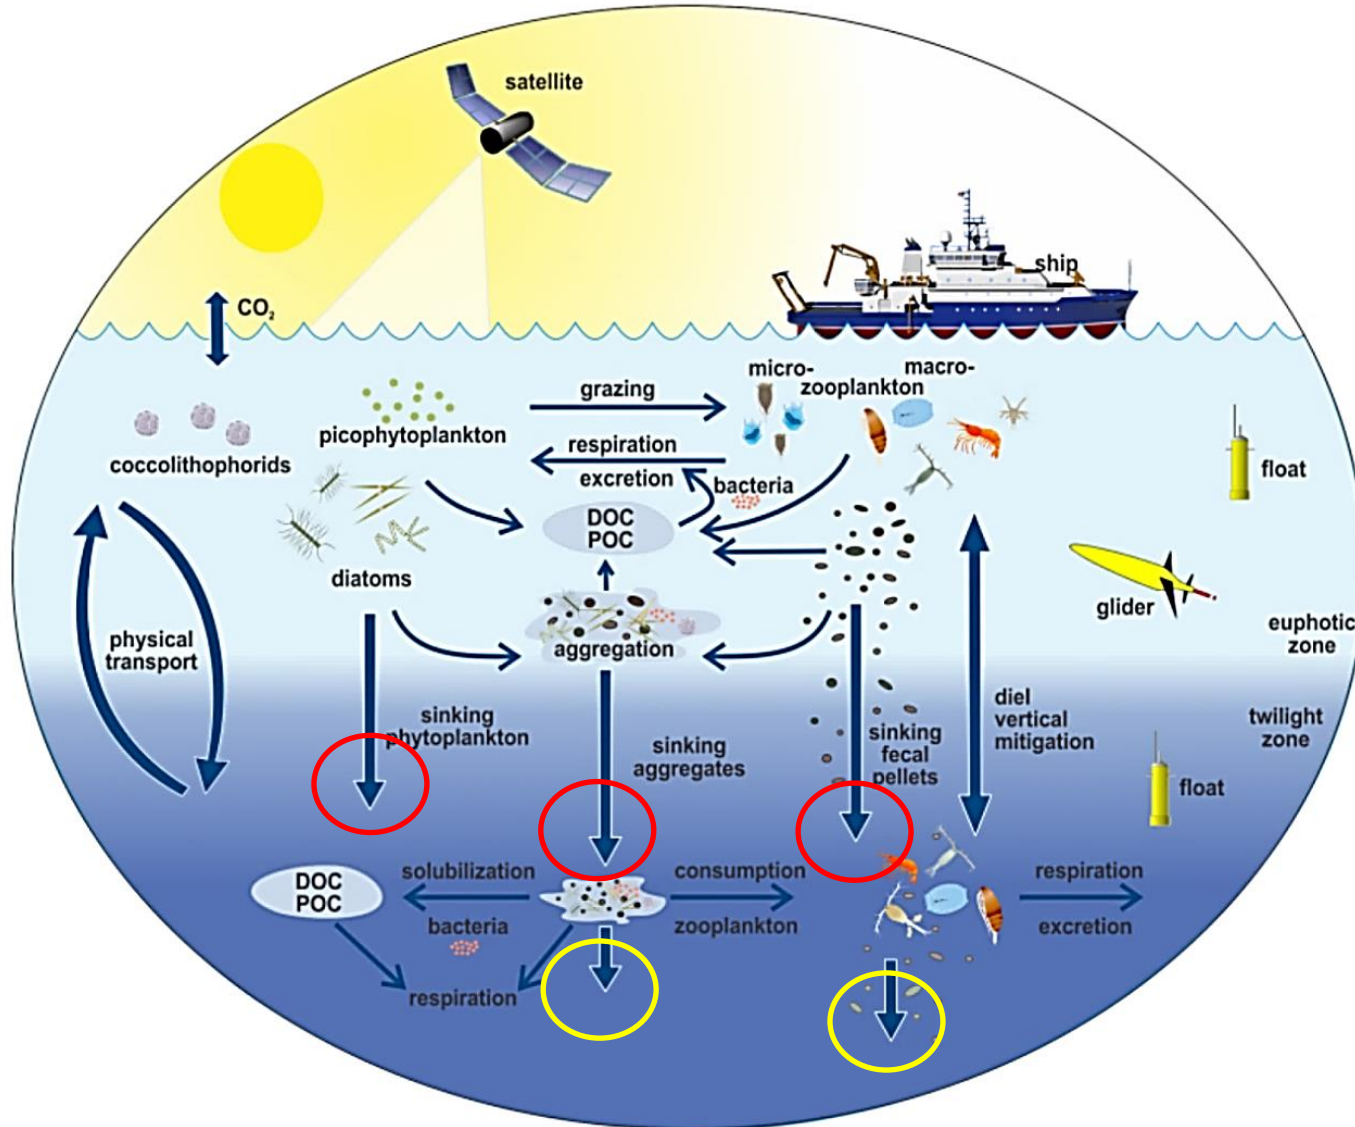 satellite
ship
CO₂
micro-
macro-
zooplankton
grazing
picophytoplankton
respiration
excretion
bacteria
coccolithophorids
float
DOC
POC
diatoms
glider
physical
transport
aggregation
euphotic
zone
sinking
phytoplankton
sinking
aggregates
sinking
fecal
pellets
diel
vertical
mitigation
twilight
zone
float
DOC
POC
solubilization
bacteria
consumption
zooplankton
respiration
excretion
respiration